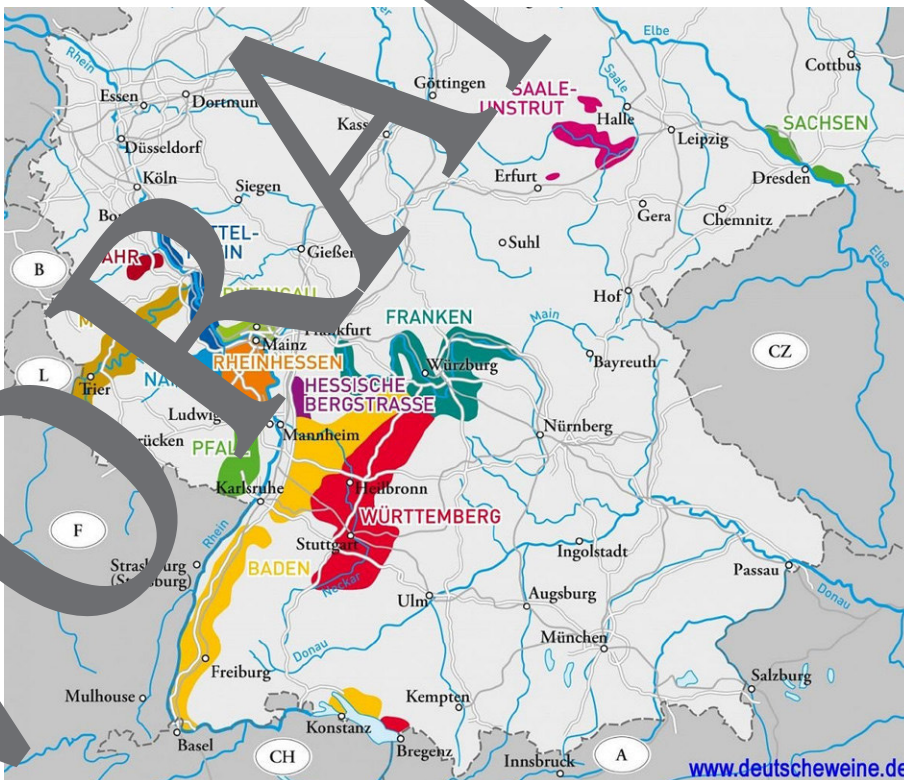 Elbe
Rhein
Cottbus
Göttingen
Saale
SAALE-
UNSTRUT
Essen
Halle
SACHSEN
Düsseldorf
Leipzig
Köln
Siegen
Erfurt
Dresden
Gera
Chemnitz
Suhl
Gießen
AHR
B
Elbe
Hof
FRANKEN
Main
Mainz
CZ
Bayreuth
RHEINHESSEN
Würzburg
L
Trier
HESSISCHE
BERGSTRASSE
Mannheim
Nürnberg
Karlsruhe
Heilbronn
WÜRTTEMBERG
F
Rhein
Stuttgart
Ingolstadt
BADEN
Passau
Neckar
Ulm
Augsburg
Donau
Donau
München
Freiburg
Mulhouse
Kempten
Salzburg
Konstanz
Basel
Bregenz
CH
A
Innsbruck
www.deutscheweine.de